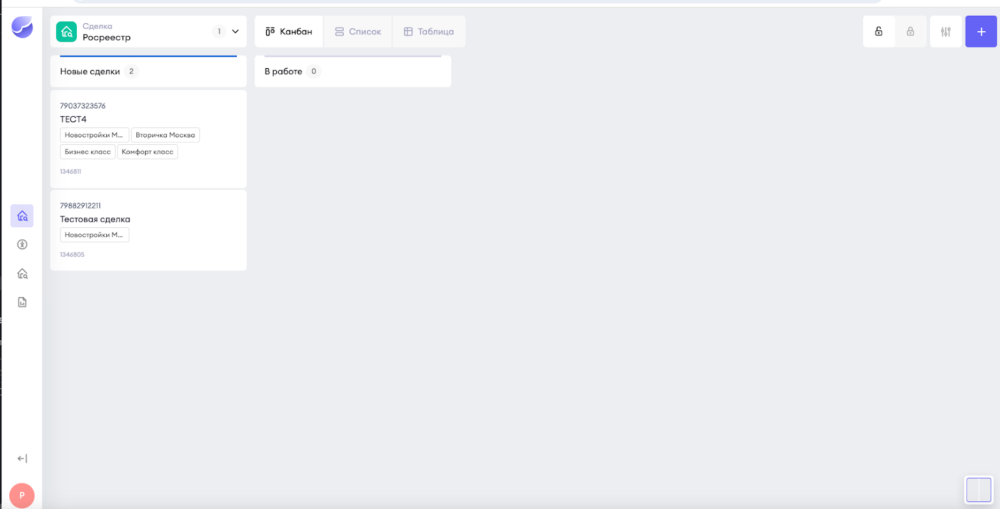 Сделка
Росреестр
1
Канбан
Список
Таблица
Новые сделки 2
В работе 0
79037323576
ТЕСТ4
Новостройки М... Вторичка Москва
Бизнес класс Комфорт класс
1346811
79882912211
Тестовая сделка
Новостройки М...
1346805
P